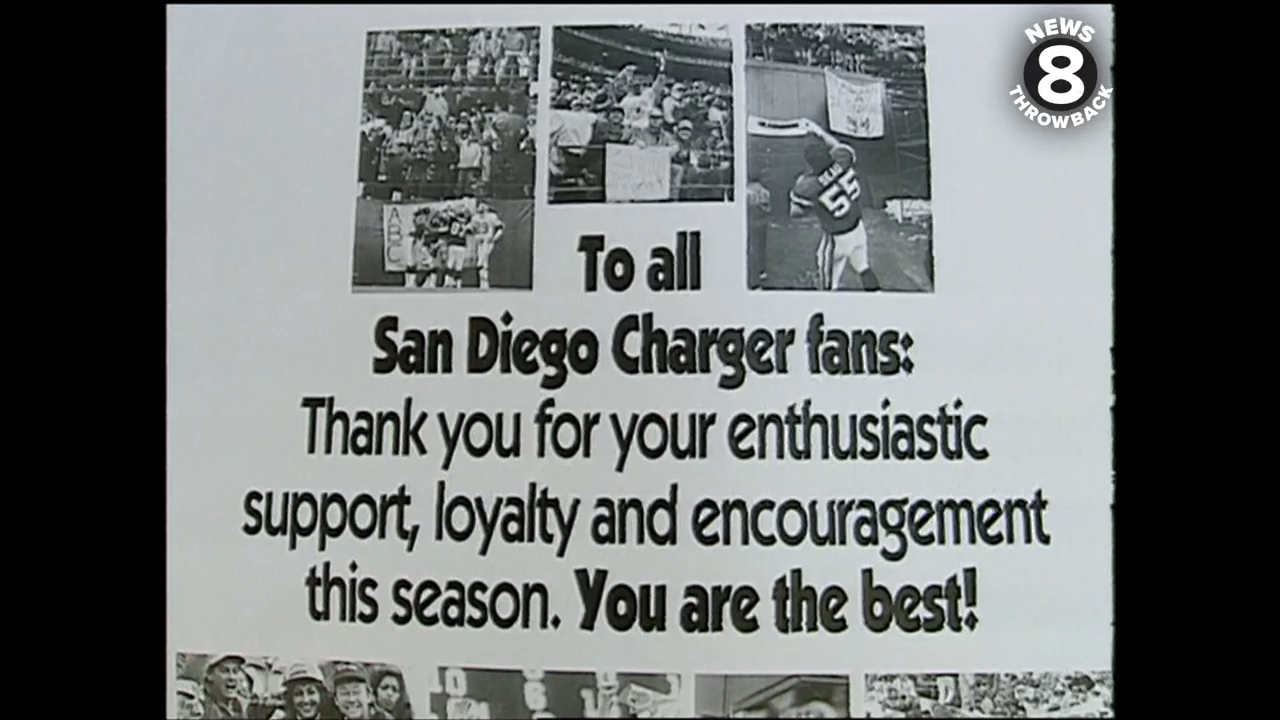 NEWS
8
THROWBACK
A
B
C
55
To all
San Diego Charger fans:
Thank you for your enthusiastic
support, loyalty and encouragement
this season. You are the best!